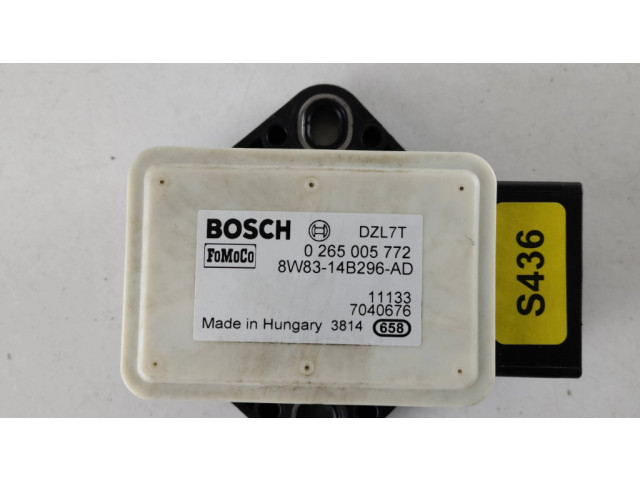 BOSCH DZL7T
FoMoCo 0 265 005 772
8W83-14B296-AD
11133
7040676
Made in Hungary 3814 658
S436